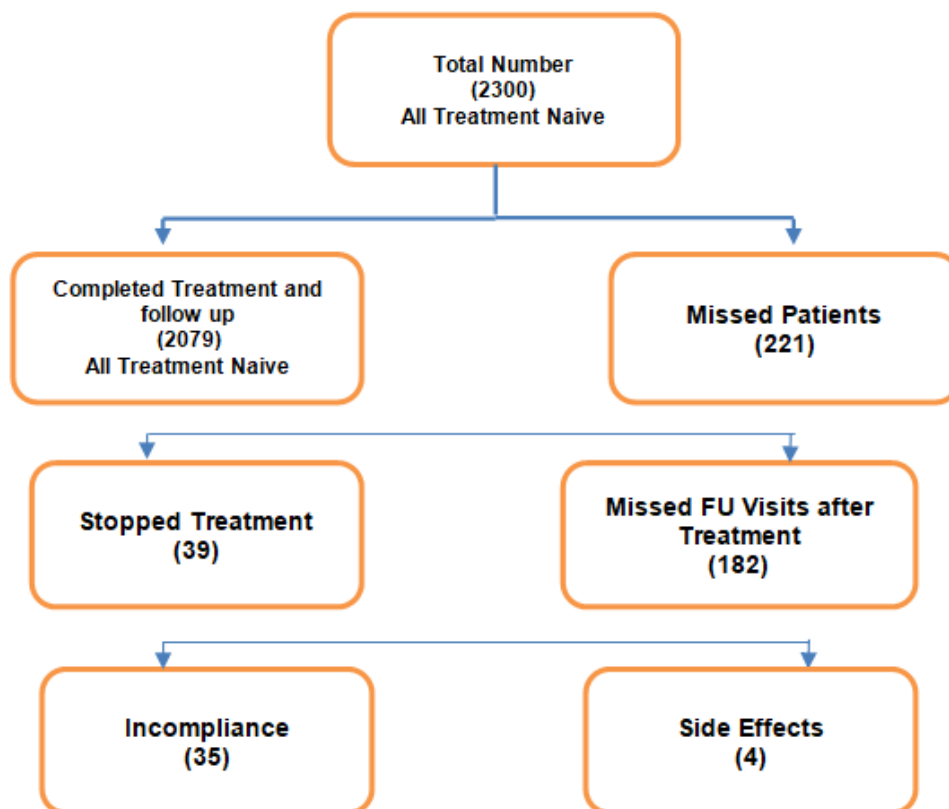 Total Number
(2300)
All Treatment Naive
Completed Treatment and
follow up
(2079)
All Treatment Naive
Missed Patients
(221)
Stopped Treatment
(39)
Missed FU Visits after
Treatment
(182)
Incompliance
(35)
Side Effects
(4)